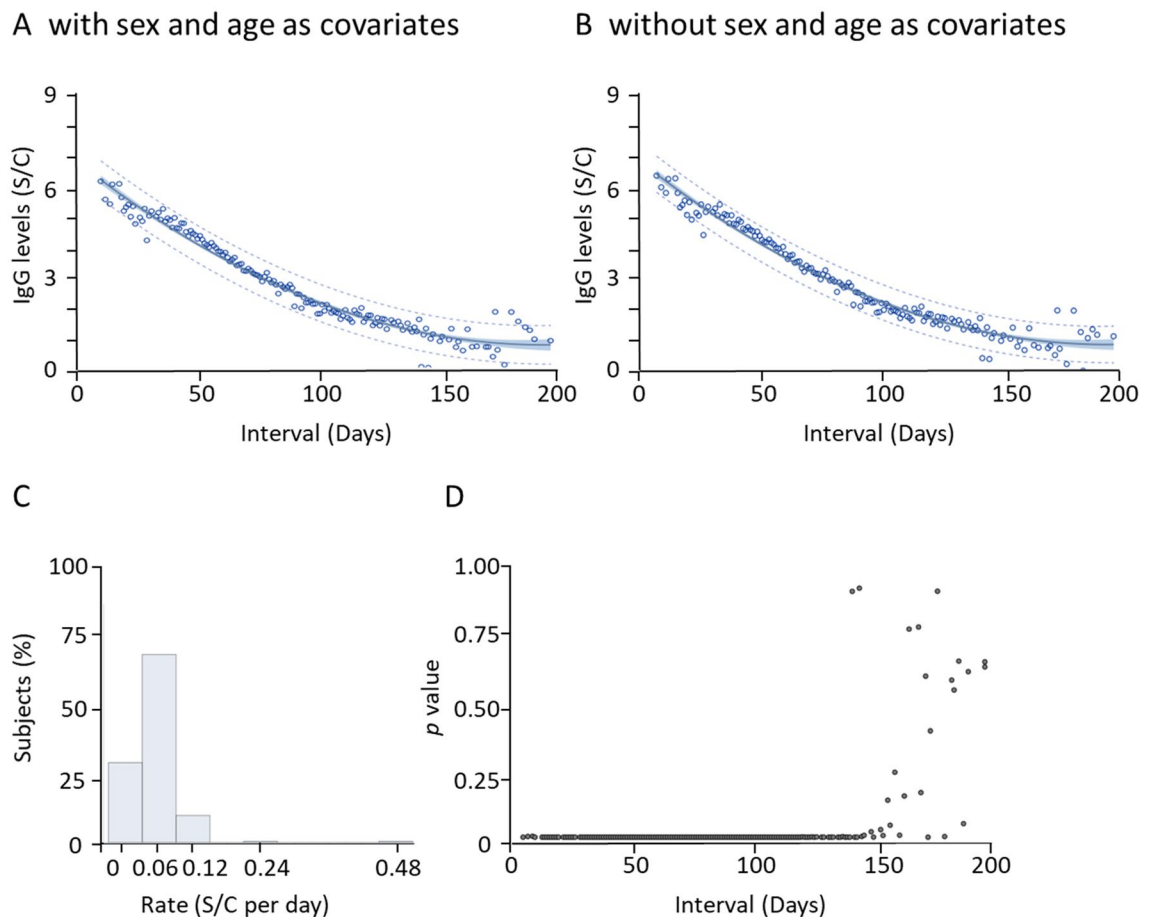 A with sex and age as covariates
B without sex and age as covariates
9
6
3
0
IgG levels (S/C)
0 50 100 150 200
Interval (Days)
9
6
3
0
IgG levels (S/C)
0 50 100 150 200
Interval (Days)
C
100
75
50
25
0
Subjects (%)
0 0.06 0.12 0.24 0.48
Rate (S/C per day)
D
1.00
0.75
0.50
0.25
0
p value
0 50 100 150 200
Interval (Days)